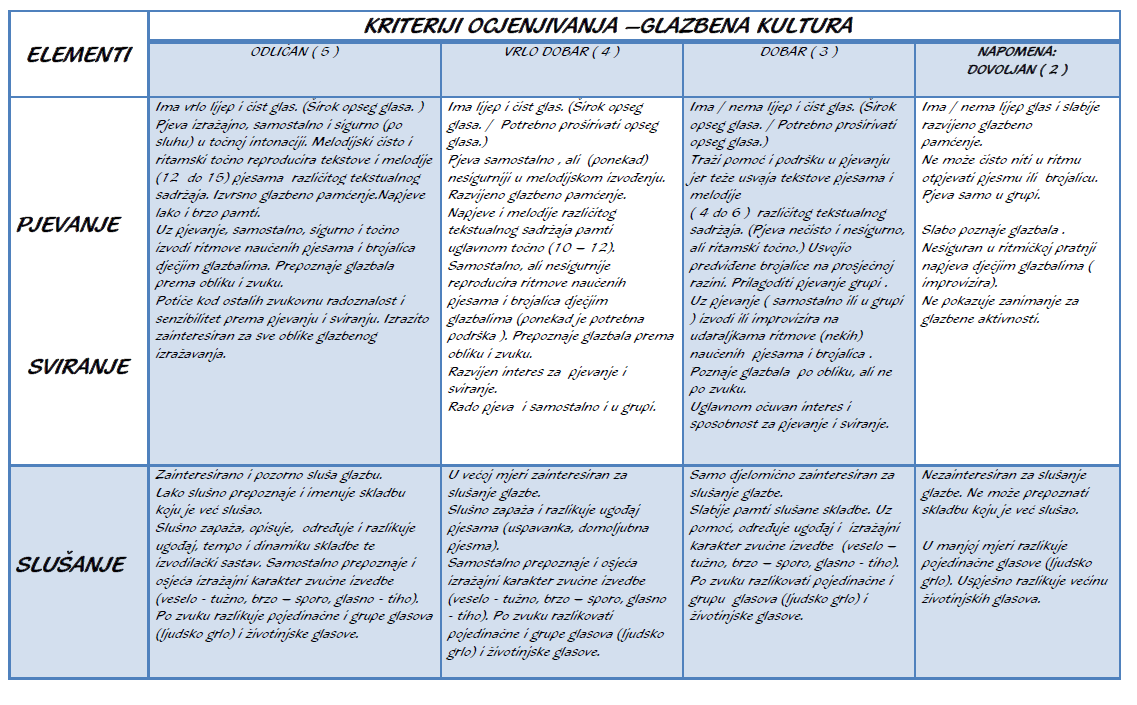 KRITERIJI OCJENJIVANJA –GLAZBENA KULTURA
ELEMENTI
ODLIČAN ( 5 )
VRLO DOBAR ( 4 )
DOBAR ( 3 )
NAPOMENA:
DOVOLJAN ( 2 )
PJEVANJE
SVIRANJE
Ima vrlo lijep i čist glas. (Širok opseg glasa. )
Pjeva izražajno, samostalno i sigurno (po
sluhu) u točnoj intonaciji. Melodijski čisto i
ritamski točno reproducira tekstove i melodije
(12 do 15) pjesama različitog tekstualnog
sadržaja. Izvrsno glazbeno pamćenje.Napjeve
lako i brzo pamti.
Uz pjevanje, samostalno, sigurno i točno
izvodi ritmove naučenih pjesama i brojalica
dječjim glazbalima. Prepoznaje glazbala
prema obliku i zvuku.
Potiče kod ostalih zvukovnu radoznalost i
senzibilitet prema pjevanju i sviranju. Izrazito
zainteresiran za sve oblike glazbenog
izražavanja.
Ima lijep i čist glas. (Širok opseg
glasa. / Potrebno proširivati opseg
glasa.)
Pjeva samostalno , ali (ponekad)
nesigurniji u melodijskom izvođenju.
Razvijeno glazbeno pamćenje.
Napjeve i melodije različitog
tekstualnog sadržaja pamti
uglavnom točno (10 – 12).
Samostalno, ali nesigurnije
reproducira ritmove naučenih
pjesama i brojalica dječjim
glazbalima (ponekad je potrebna
podrška ). Prepoznaje glazbala prema
obliku i zvuku.
Razvijen interes za pjevanje i
sviranje.
Rado pjeva i samostalno i u grupi.
Ima / nema lijep i čist glas. (Širok
opseg glasa. / Potrebno proširivati
opseg glasa.)
Traži pomoć i podršku u pjevanju
jer teže usvaja tekstove pjesama i
melodije
( 4 do 6 ) različitog tekstualnog
sadržaja. (Pjeva nečisto i nesigurno,
ali ritamski točno.) Usvojio
predviđene brojalice na prosječnoj
razini. Prilagoditi pjevanje grupi .
Uz pjevanje ( samostalno ili u grupi
) izvodi ili improvizira na
udaraljkama ritmove (nekih)
naučenih pjesama i brojalica .
Poznaje glazbala po obliku, ali ne
po zvuku.
Uglavnom očuvan interes i
sposobnost za pjevanje i sviranje.
Ima / nema lijep glas i slabije
razvijeno glazbeno
pamćenje.
Ne može čisto niti u ritmu
otpjevati pjesmu ili brojalicu.
Pjeva samo u grupi.
Slabo poznaje glazbala .
Nesiguran u ritmičkoj pratnji
napjeva dječjim glazbalima (
improvizira).
Ne pokazuje zanimanje za
glazbene aktivnosti.
SLUŠANJE
Zainteresirano i pozorno sluša glazbu.
Lako slušno prepoznaje i imenuje skladbu
koju je već slušao.
Slušno zapaža, opisuje, određuje i razlikuje
ugođaj, tempo i dinamiku skladbe te
izvodilački sastav. Samostalno prepoznaje i
osjeća izražajni karakter zvučne izvedbe
(veselo - tužno, brzo – sporo, glasno - tiho).
Po zvuku razlikuje pojedinačne i grupe glasova
(ljudsko grlo) i životinjske glasove.
U većoj mjeri zainteresiran za
slušanje glazbe.
Slušno zapaža i razlikuje ugođaj
pjesama (uspavanka, domoljubna
pjesma).
Samostalno prepoznaje i osjeća
izražajni karakter zvučne izvedbe
(veselo - tužno, brzo – sporo, glasno
- tiho). Po zvuku razlikovati
pojedinačne i grupe glasova (ljudsko
grlo) i životinjske glasove.
Samo djelomično zainteresiran za
slušanje glazbe.
Slabije pamti slušane skladbe. Uz
pomoć, određuje ugođaj i izražajni
karakter zvučne izvedbe (veselo –
tužno, brzo – sporo, glasno - tiho).
Po zvuku razlikovati pojedinačne i
grupu glasova (ljudsko grlo) i
životinjske glasove.
Nezainteresiran za slušanje
glazbe. Ne može prepoznati
skladbu koju je već slušao.
U manjoj mjeri razlikuje
pojedinačne glasove (ljudsko
grlo). Uspješno razlikuje većinu
životinjskih glasova.